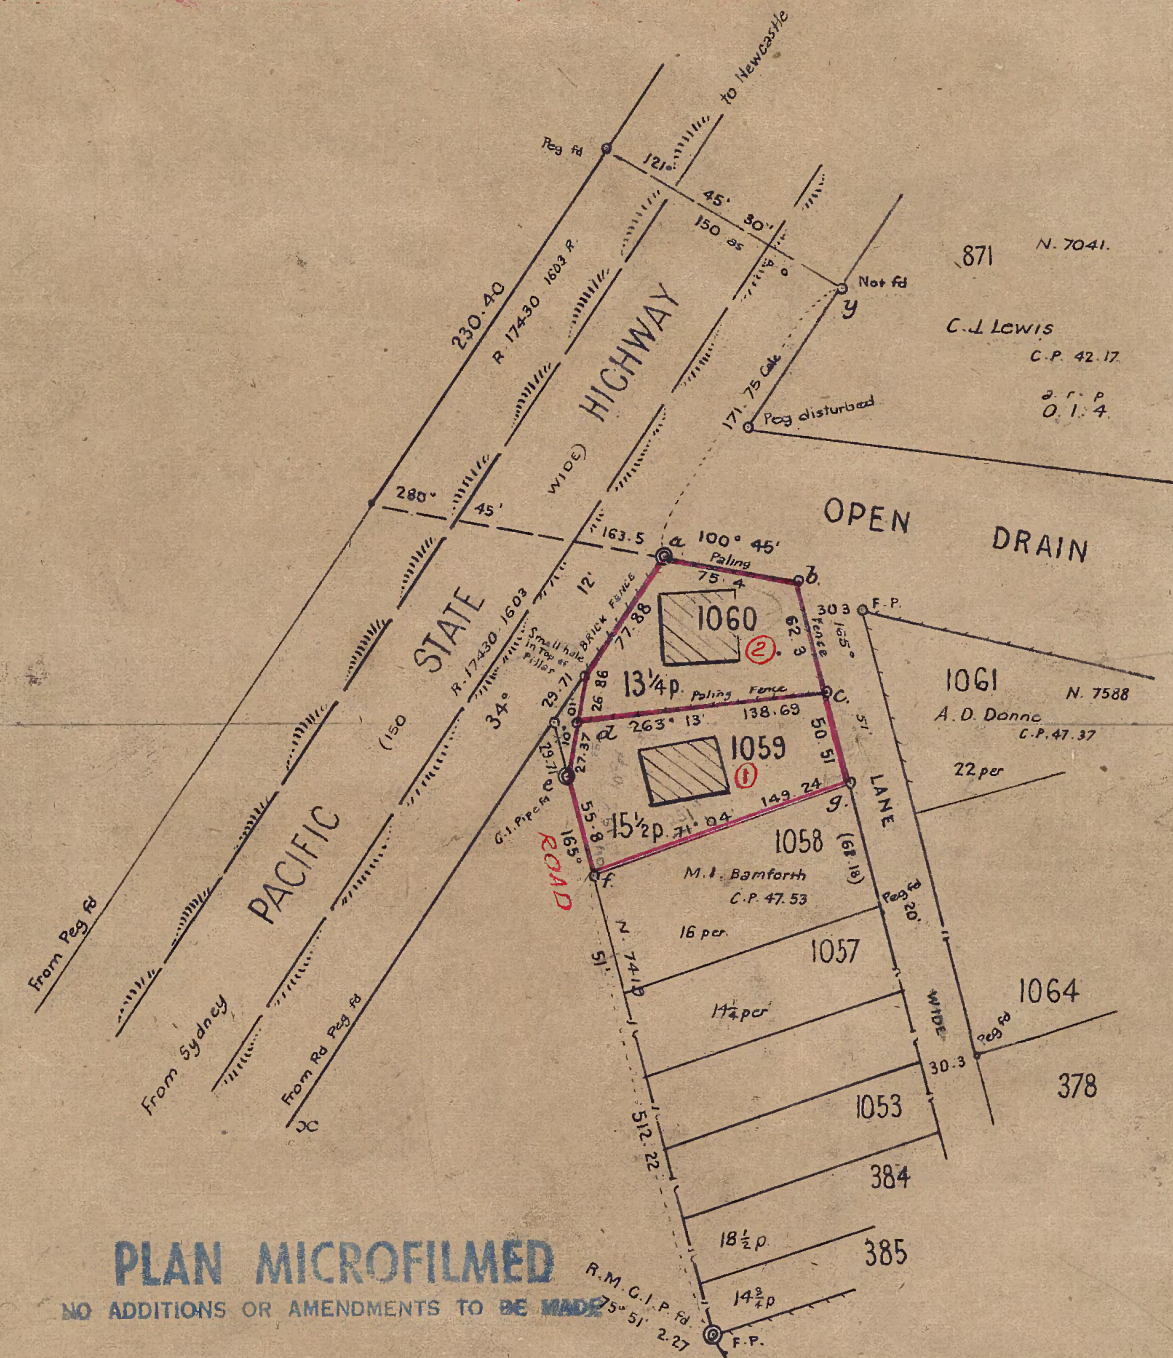 to Newcastle
Peg fd
121°
45'
30"
150 as
871
N. 7041.
230.40
R. 17430 1603 R.
Not fd
y
C.J. Lewis
C.P. 42.17
a. r. p
0. 1. 4.
HIGHWAY
171.75 Calc
Peg disturbed
WIDE)
280°
45'
163.5
a
100° 45'
Paling
75.4
b.
OPEN DRAIN
12'
BRICK FENCE
77.88
1060
2
62.3
Fence
303
F.P.
165°
51'
STATE
R. 17430 1603
Small hole
in Top of
Pillar
29.71
26.86
13¼p.
Paling Fence
c.
1061
N. 7588
A.D. Danne
C.P. 47.37
22 per
34°
(150
10°
01'
d
263° 13'
138.69
27.37
29.71
e
1059
1
50.51
G.I. Pipe fd
55.8
165°
15½p.
71° 04'
149.24
g.
LANE
ROAD
f.
1058
(68.18)
M.I. Bamforth
C.P. 47.53
PACIFIC
16 per.
Peg fd
20'
From Peg fd
51'
N. 7419
1057
14¼ per
WIDE
1064
Peg fd
From Sydney
From Rd Peg fd
x
30.3
378
1053
512.22
384
18½p.
385
14¾p
PLAN MICROFILMED
NO ADDITIONS OR AMENDMENTS TO BE MADE
R.M.G.I.P. fd.
75° 51'
2.27
F.P.